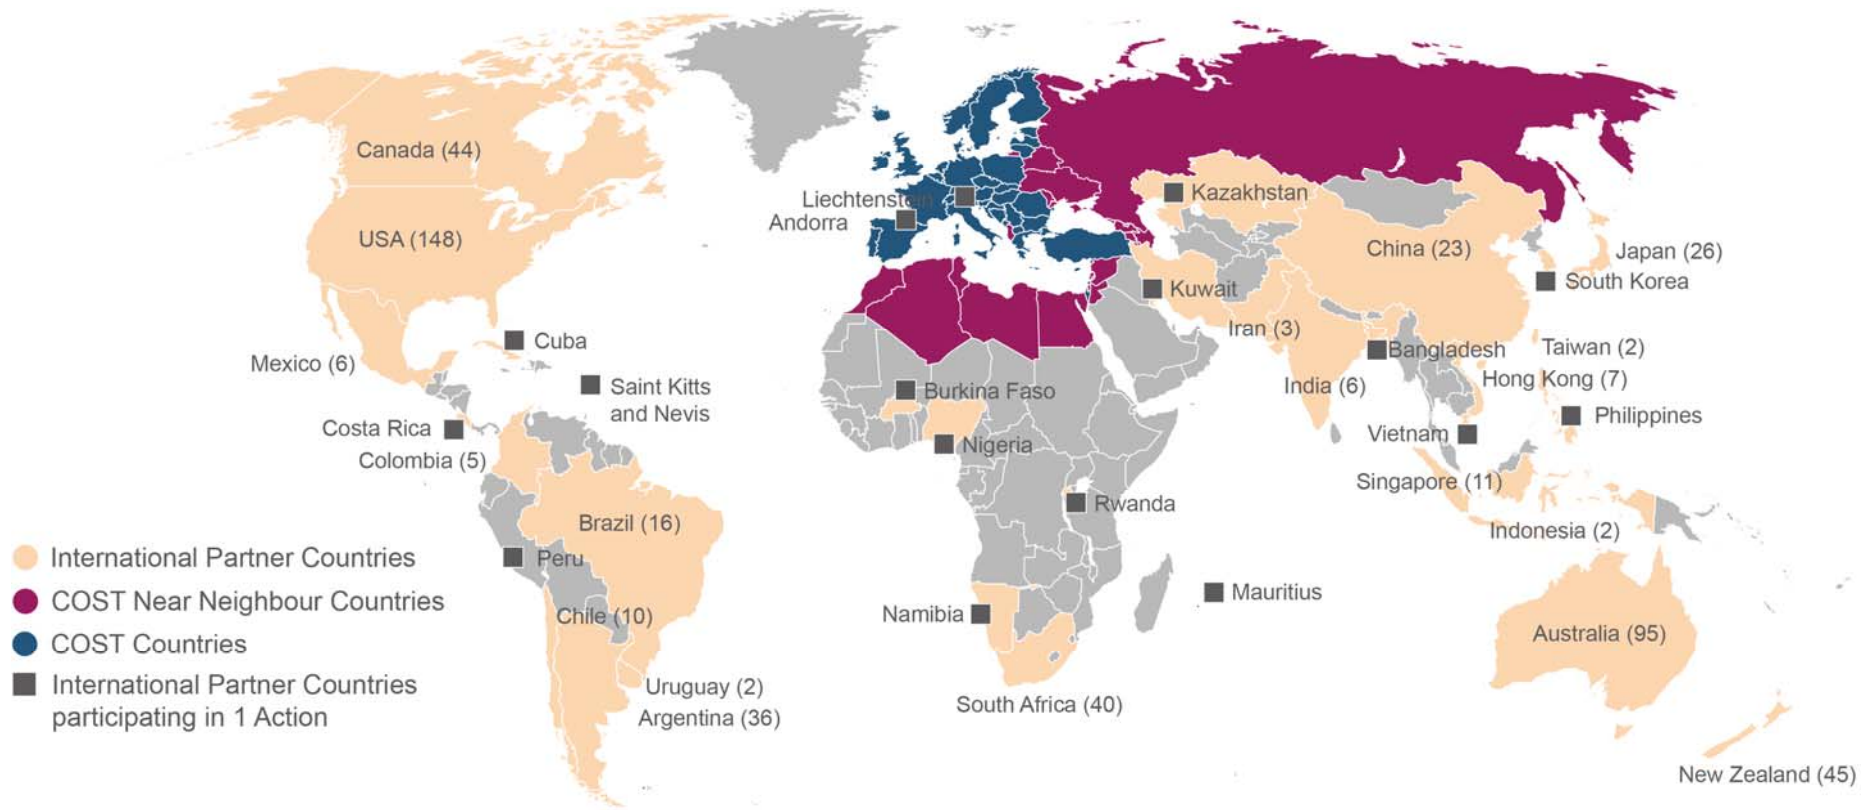 Canada (44)
USA (148)
Mexico (6)
Cuba
Saint Kitts
and Nevis
Costa Rica
Colombia (5)
Brazil (16)
Peru
Chile (10)
Uruguay (2)
Argentina (36)
Liechtenstein
Andorra
Kazakhstan
China (23)
Japan (26)
South Korea
Kuwait
Iran (3)
Bangladesh
Taiwan (2)
Hong Kong (7)
India (6)
Philippines
Vietnam
Singapore (11)
Indonesia (2)
Burkina Faso
Nigeria
Rwanda
Mauritius
Namibia
South Africa (40)
Australia (95)
New Zealand (45)
International Partner Countries
COST Near Neighbour Countries
COST Countries
International Partner Countries
participating in 1 Action